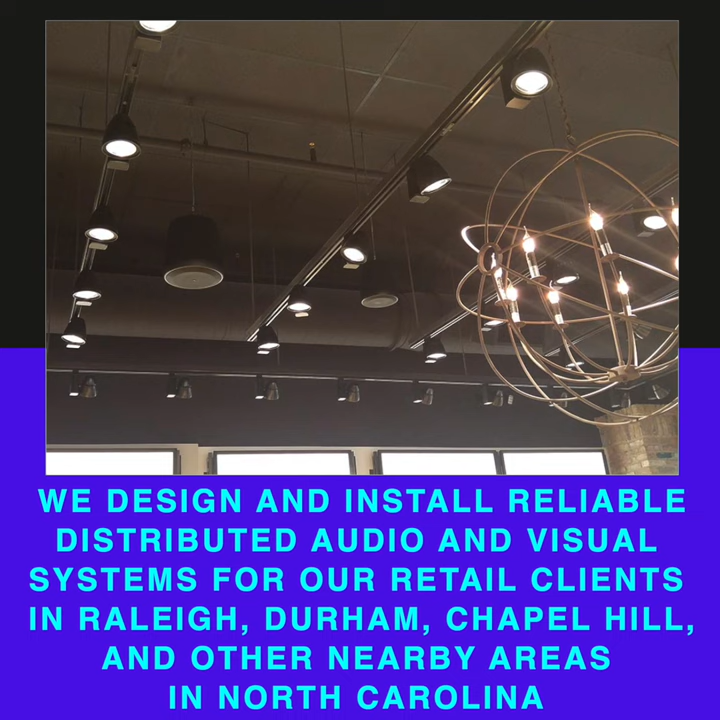 WE DESIGN AND INSTALL RELIABLE
DISTRIBUTED AUDIO AND VISUAL
SYSTEMS FOR OUR RETAIL CLIENTS
IN RALEIGH, DURHAM, CHAPEL HILL,
AND OTHER NEARBY AREAS
IN NORTH CAROLINA